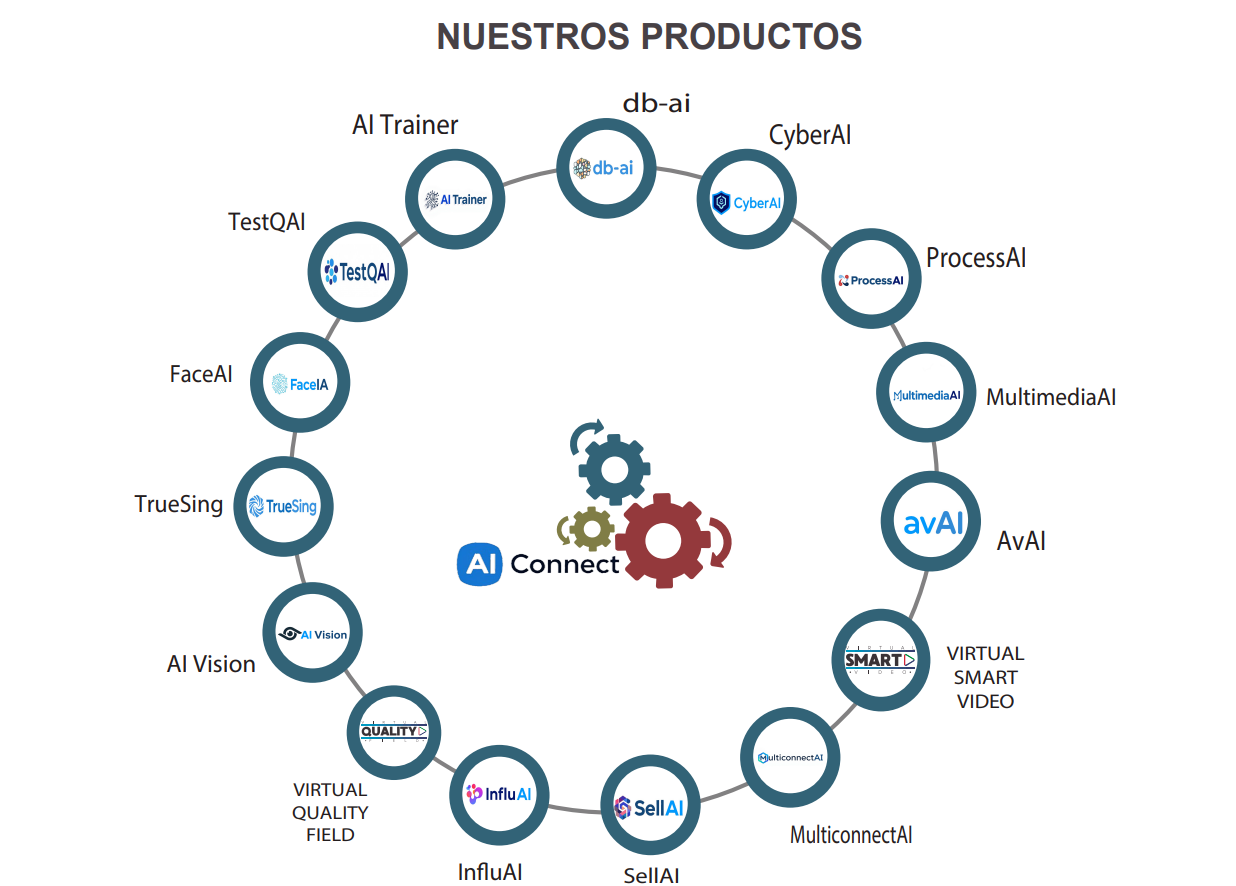 NUESTROS PRODUCTOS
db-ai
db-ai
CyberAI
CyberAI
ProcessAI
ProcessAI
MultimediaAI
MultimediaAI
AvAI
avAI
VIRTUAL
SMART
VIDEO
VIRTUAL
SMART
VIDEO
MulticonnectAI
MulticonnectAI
SellAI
SellAI
InfluAI
InfluAI
QUALITY
VIRTUAL
QUALITY
FIELD
AI Vision
AI Vision
TrueSing
TrueSing
FaceAI
FaceIA
TestQAI
TestQAI
AI Trainer
AI Trainer
AI Connect